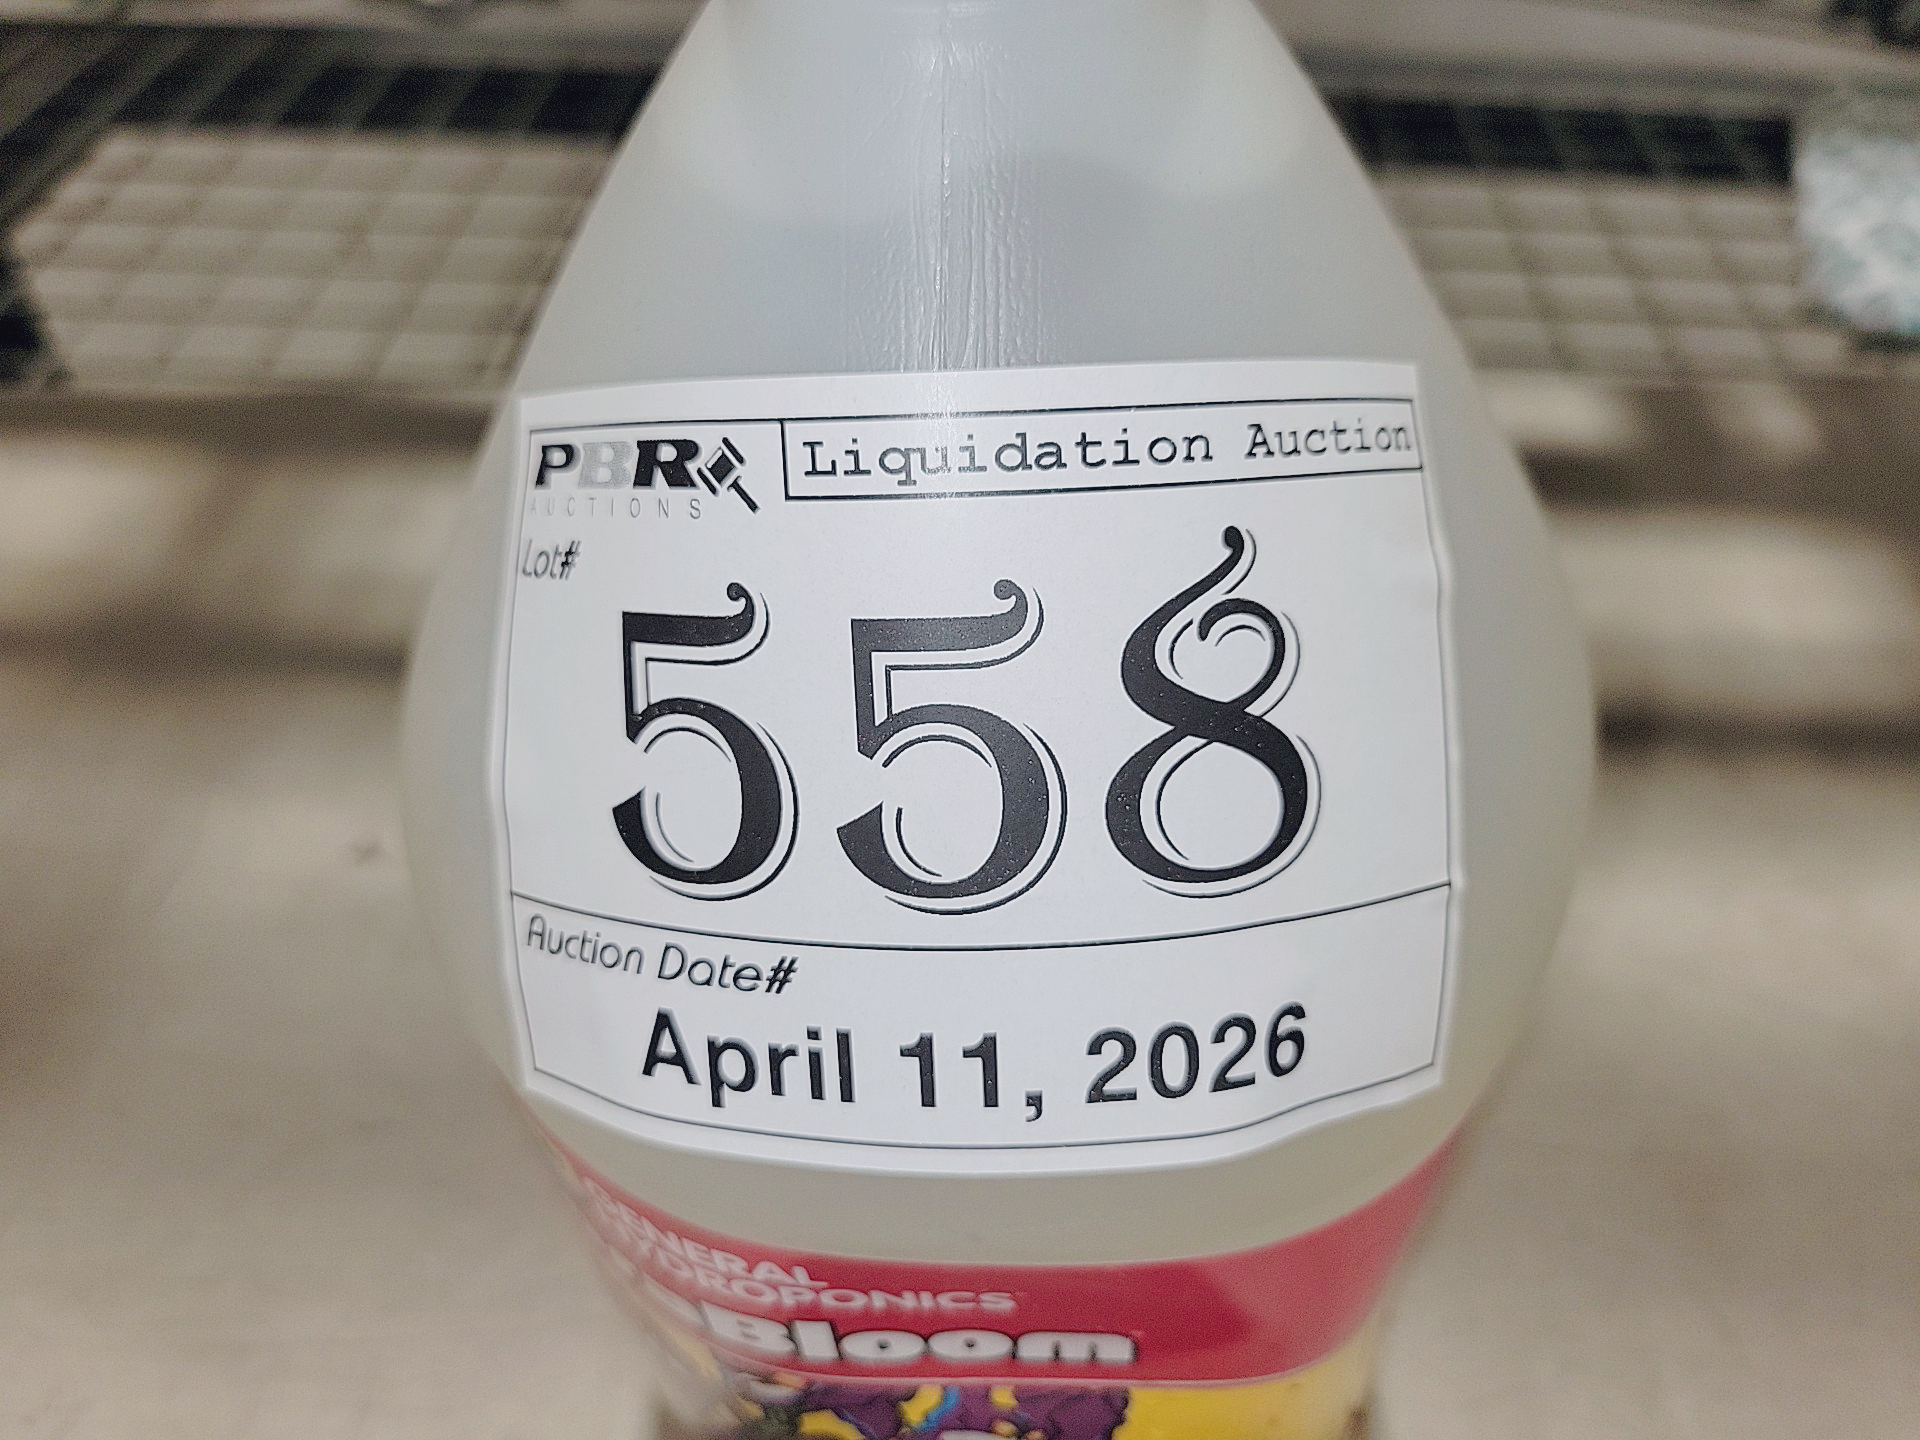 PBR
AUCTIONS
Liquidation Auction
Lot#
558
Auction Date#
April 11, 2026
GENERAL
HYDROPONICS
Bloom